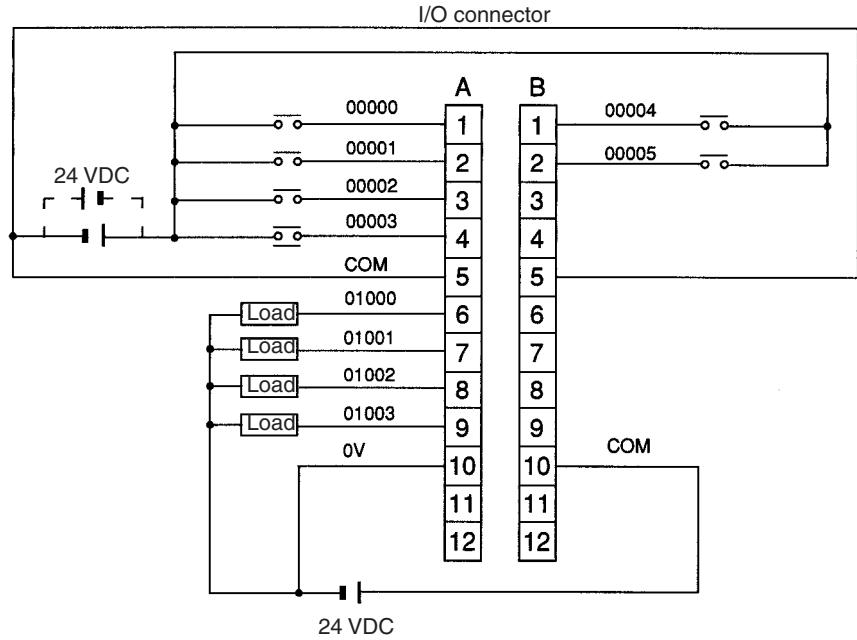 I/O connector
A B
00000 1 1 00004
00001 2 2 00005
24 VDC
00002 3 3
00003 4 4
COM 5 5
Load 01000 6 6
Load 01001 7 7
Load 01002 8 8
Load 01003 9 9
0V 10 10 COM
11 11
12 12
24 VDC